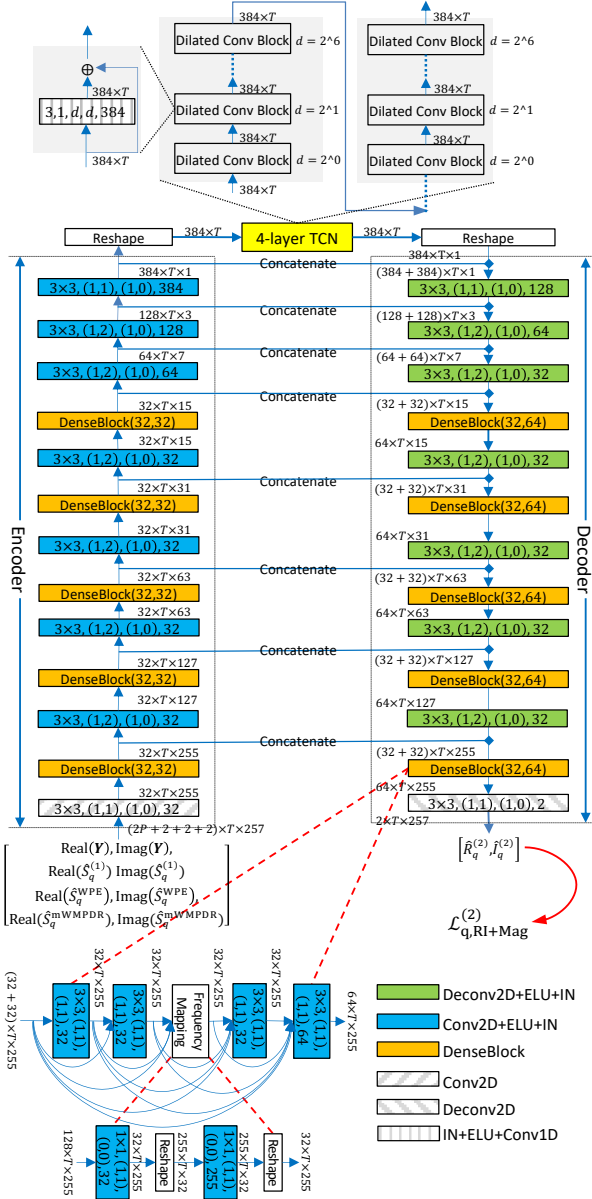 384×T
384×T
Dilated Conv Block d = 2^6
Dilated Conv Block d = 2^6
384×T
384×T
⊕
384×T
3,1,d,d,384
384×T
Dilated Conv Block d = 2^1
Dilated Conv Block d = 2^1
384×T
384×T
Dilated Conv Block d = 2^0
Dilated Conv Block d = 2^0
384×T
Reshape
384×T
4-layer TCN
384×T
Reshape
Encoder
384×T×1
3×3, (1,1), (1,0), 384
128×T×3
3×3, (1,2), (1,0), 128
64×T×7
3×3, (1,2), (1,0), 64
32×T×15
DenseBlock(32,32)
32×T×15
3×3, (1,2), (1,0), 32
32×T×31
DenseBlock(32,32)
32×T×31
3×3, (1,2), (1,0), 32
32×T×63
DenseBlock(32,32)
32×T×63
3×3, (1,2), (1,0), 32
32×T×127
DenseBlock(32,32)
32×T×127
3×3, (1,2), (1,0), 32
32×T×255
DenseBlock(32,32)
32×T×255
3×3, (1,1), (1,0), 32
(2P + 2 + 2 + 2)×T×257
Real(Y), Imag(Y),
Real(Ŝ_q^(1)) Imag(Ŝ_q^(1))
Real(Ŝ_q^WPE), Imag(Ŝ_q^WPE),
Real(Ŝ_q^mWMPDR), Imag(Ŝ_q^mWMPDR)
Concatenate
Concatenate
Concatenate
Concatenate
Concatenate
Concatenate
Concatenate
Concatenate
Decoder
384×T×1
(384 + 384)×T×1
3×3, (1,1), (1,0), 128
(128 + 128)×T×3
3×3, (1,2), (1,0), 64
(64 + 64)×T×7
3×3, (1,2), (1,0), 32
(32 + 32)×T×15
DenseBlock(32,64)
64×T×15
3×3, (1,2), (1,0), 32
(32 + 32)×T×31
DenseBlock(32,64)
64×T×31
3×3, (1,2), (1,0), 32
(32 + 32)×T×63
DenseBlock(32,64)
64×T×63
3×3, (1,2), (1,0), 32
(32 + 32)×T×127
DenseBlock(32,64)
64×T×127
3×3, (1,2), (1,0), 32
(32 + 32)×T×255
DenseBlock(32,64)
64×T×255
3×3, (1,1), (1,0), 2
2×T×257
[R̂_q^(2), Î_q^(2)]
ℒ_q,RI+Mag^(2)
(32 + 32)×T×255
3×3, (1,1),
(1,1), 32
32×T×255
3×3, (1,1),
(1,1), 32
32×T×255
Frequency
Mapping
32×T×255
3×3, (1,1),
(1,1), 32
32×T×255
3×3, (1,1),
(1,1), 64
64×T×255
128×T×255
1×1, (1,1),
(0,0), 32
32×T×255
Reshape
255×T×32
1×1, (1,1),
(0,0), 255
255×T×32
Reshape
32×T×255
Deconv2D+ELU+IN
Conv2D+ELU+IN
DenseBlock
Conv2D
Deconv2D
IN+ELU+Conv1D